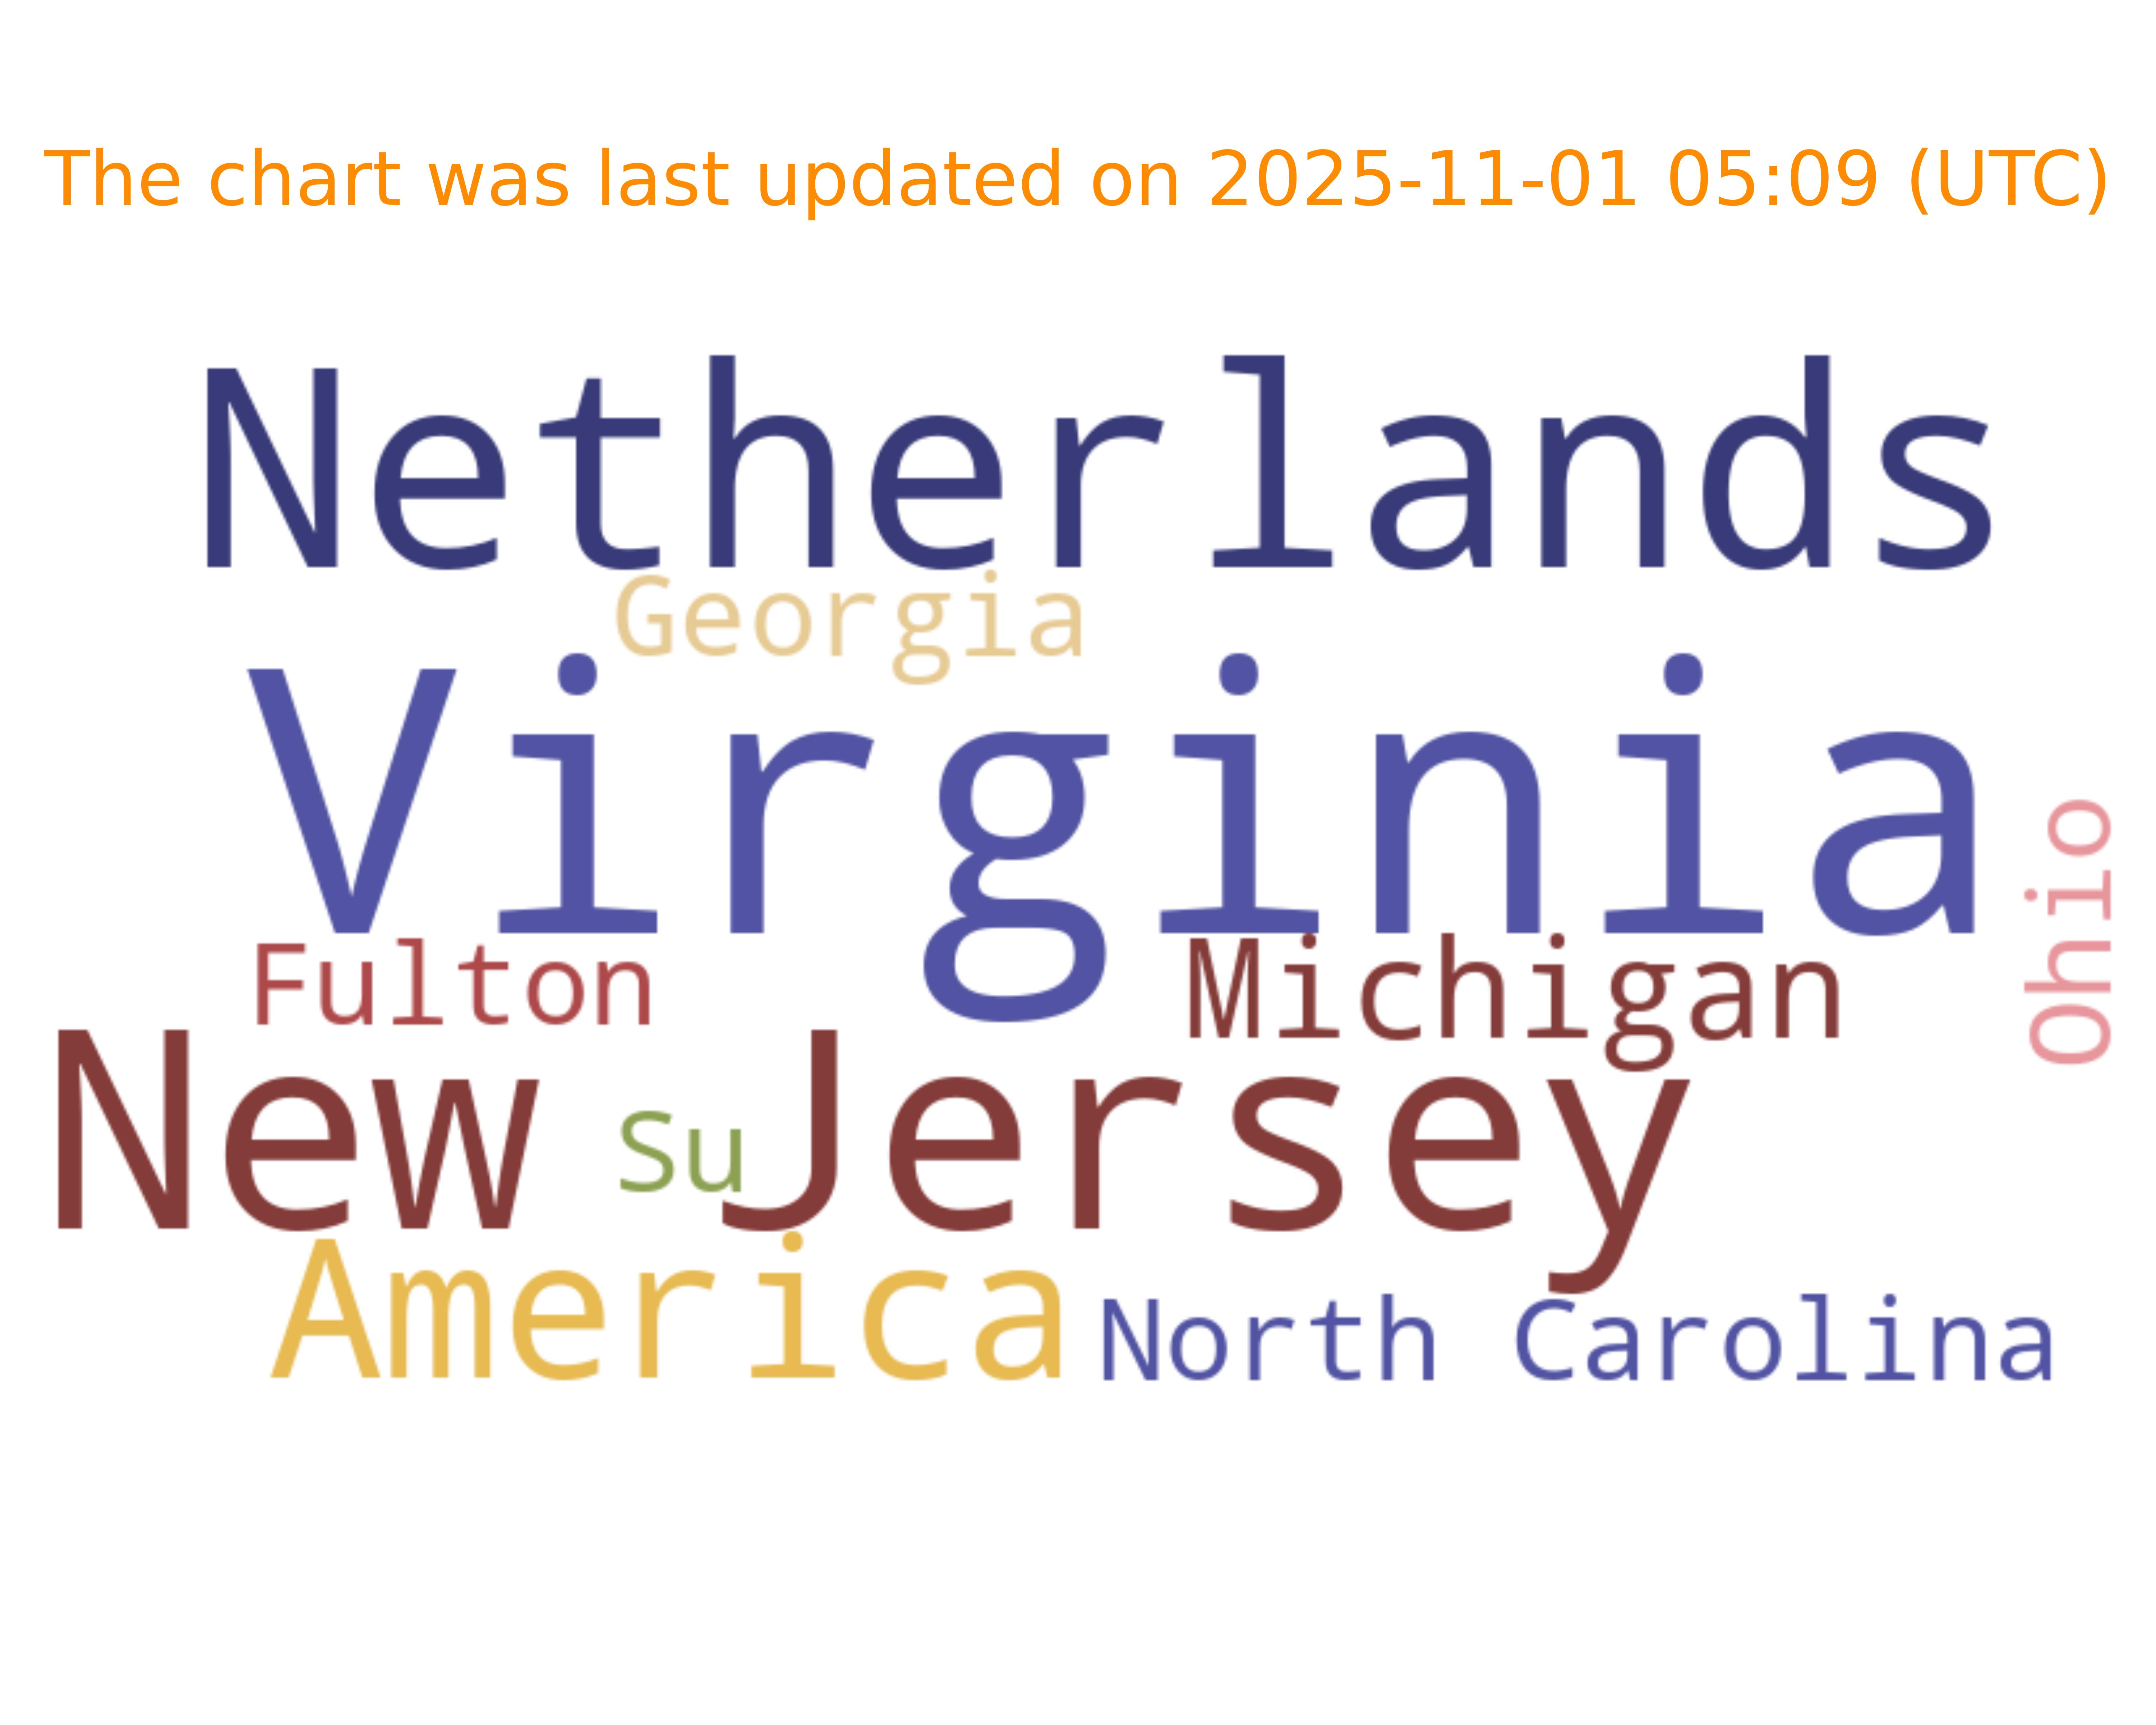 The chart was last updated on 2025-11-01 05:09 (UTC)
Netherlands
Georgia
Virginia
Ohio
Fulton
Michigan
New Jersey
Su
America
North Carolina